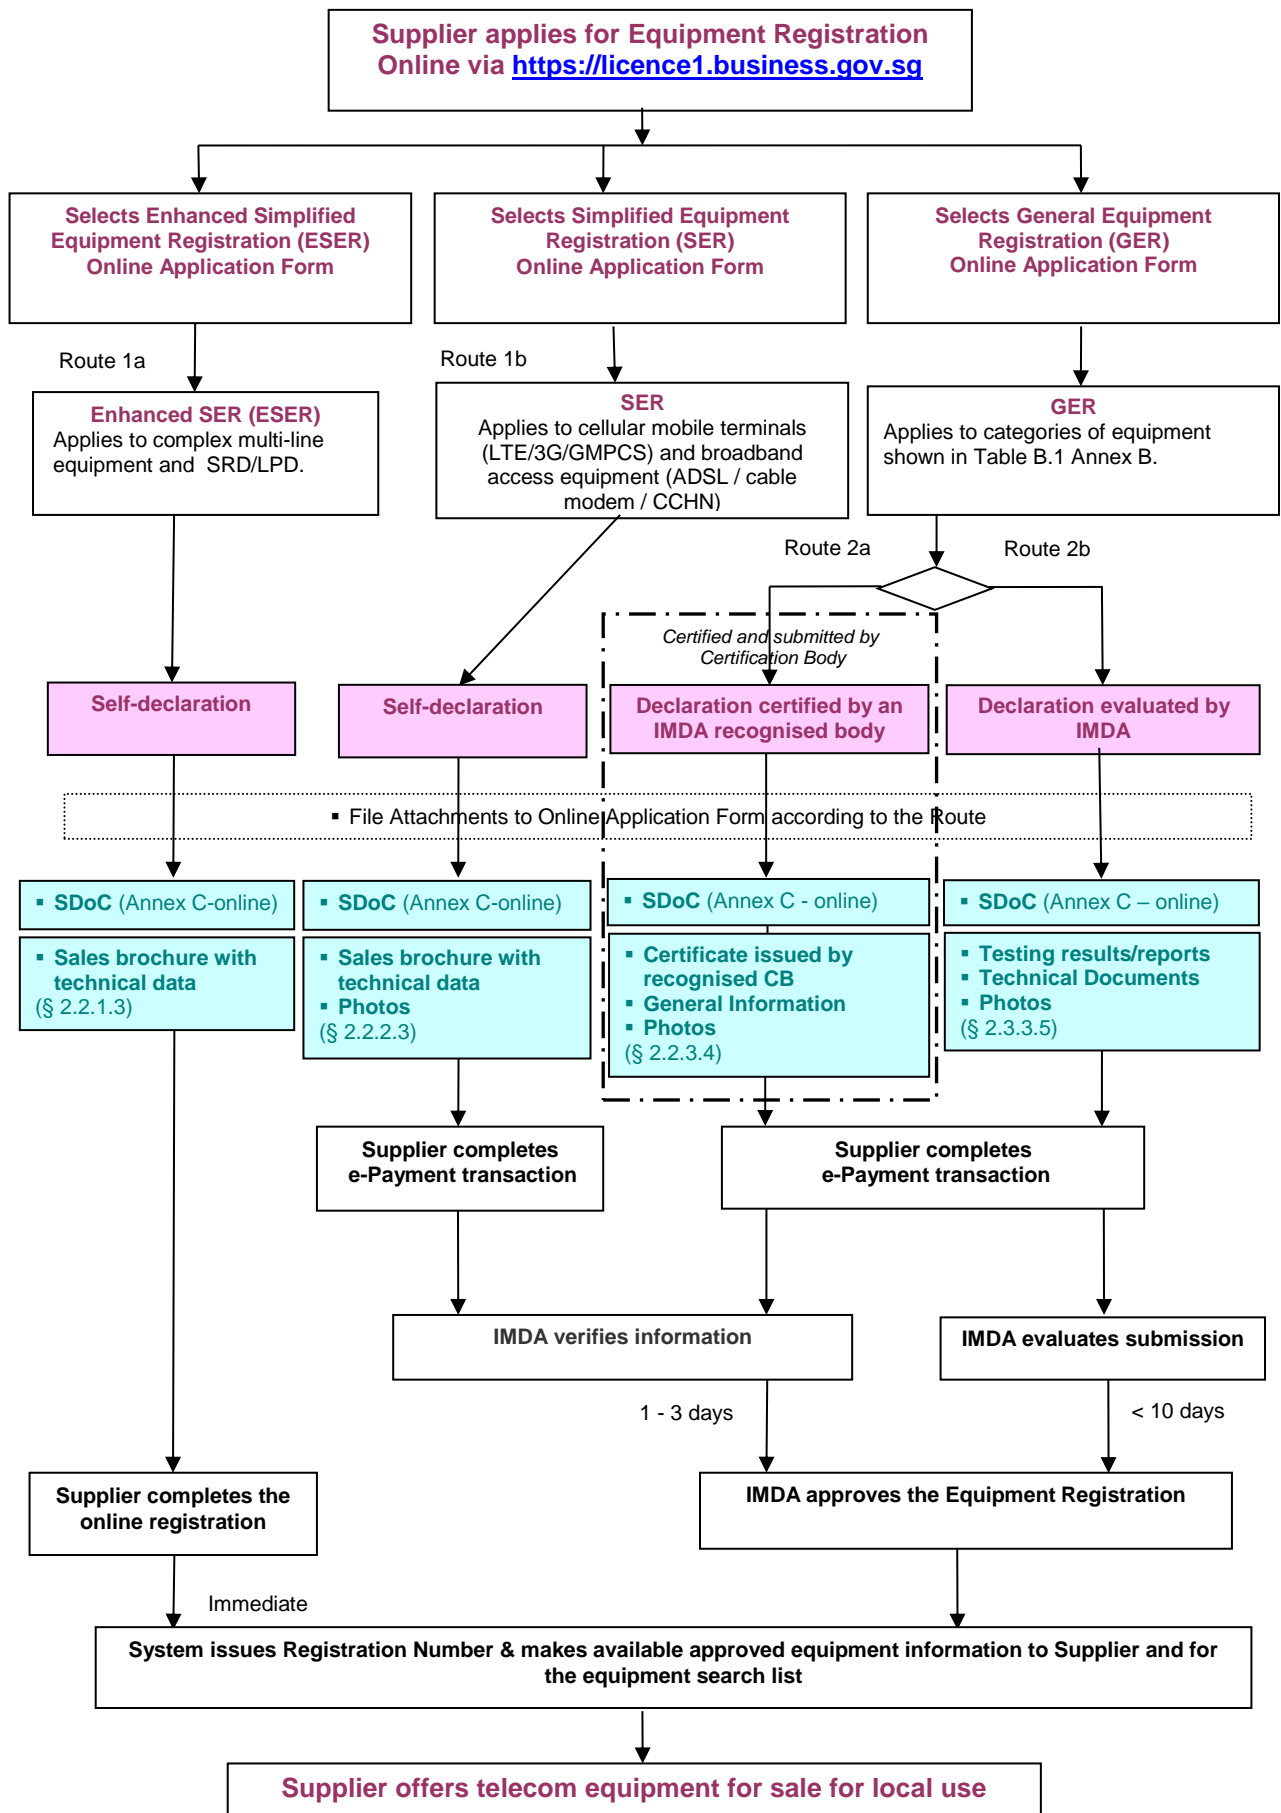 Supplier applies for Equipment Registration
Online via https://licence1.business.gov.sg
Selects Enhanced Simplified
Equipment Registration (ESER)
Online Application Form
Selects Simplified Equipment
Registration (SER)
Online Application Form
Selects General Equipment
Registration (GER)
Online Application Form
Route 1a
Route 1b
Enhanced SER (ESER)
Applies to complex multi-line
equipment and SRD/LPD.
SER
Applies to cellular mobile terminals
(LTE/3G/GMPCS) and broadband
access equipment (ADSL / cable
modem / CCHN)
GER
Applies to categories of equipment
shown in Table B.1 Annex B.
Route 2a
Route 2b
Certified and submitted by
Certification Body
Self-declaration
Self-declaration
Declaration certified by an
IMDA recognised body
Declaration evaluated by
IMDA
▪ File Attachments to Online Application Form according to the Route
▪ SDoC (Annex C-online)
▪ SDoC (Annex C-online)
▪ SDoC (Annex C - online)
▪ SDoC (Annex C – online)
▪ Sales brochure with
technical data
(§ 2.2.1.3)
▪ Sales brochure with
technical data
▪ Photos
(§ 2.2.2.3)
▪ Certificate issued by
recognised CB
▪ General Information
▪ Photos
(§ 2.2.3.4)
▪ Testing results/reports
▪ Technical Documents
▪ Photos
(§ 2.3.3.5)
Supplier completes
e-Payment transaction
Supplier completes
e-Payment transaction
IMDA verifies information
IMDA evaluates submission
1 - 3 days
< 10 days
Supplier completes the
online registration
IMDA approves the Equipment Registration
Immediate
System issues Registration Number & makes available approved equipment information to Supplier and for
the equipment search list
Supplier offers telecom equipment for sale for local use